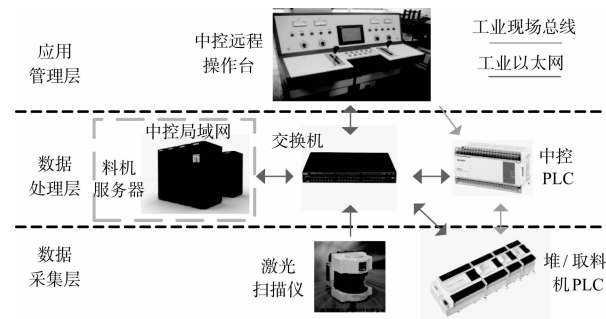 应用
管理层
中控远程
操作台
工业现场总线
工业以太网
数据
处理层
中控局域网
料机
服务器
交换机
中控
PLC
数据
采集层
激光
扫描仪
堆/取料
机PLC